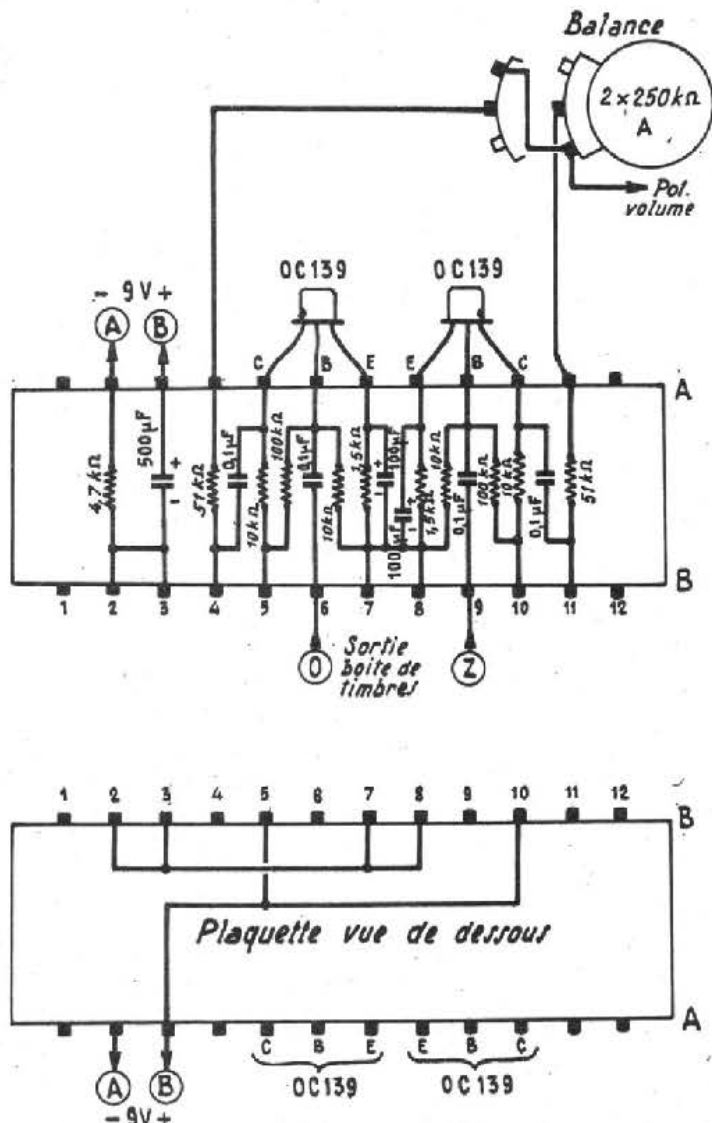 Balance
2×250kΩ
A
Pot.
volume
OC139 OC139
- 9V +
A B
C B E E B C
A
4,7kΩ
500µF
+
-
51kΩ
0,1µF
10kΩ
100kΩ
0,1µF
10kΩ
1,5kΩ
100µF
+
-
100µF
+
-
1,5kΩ
10kΩ
0,1µF
100kΩ
10kΩ
0,1µF
51kΩ
B
1 2 3 4 5 6 7 8 9 10 11 12
O Z
Sortie
boite de
timbres
1 2 3 4 5 6 7 8 9 10 11 12
B
Plaquette vue de dessous
A
C B E E B C
A B
OC139 OC139
- 9V +